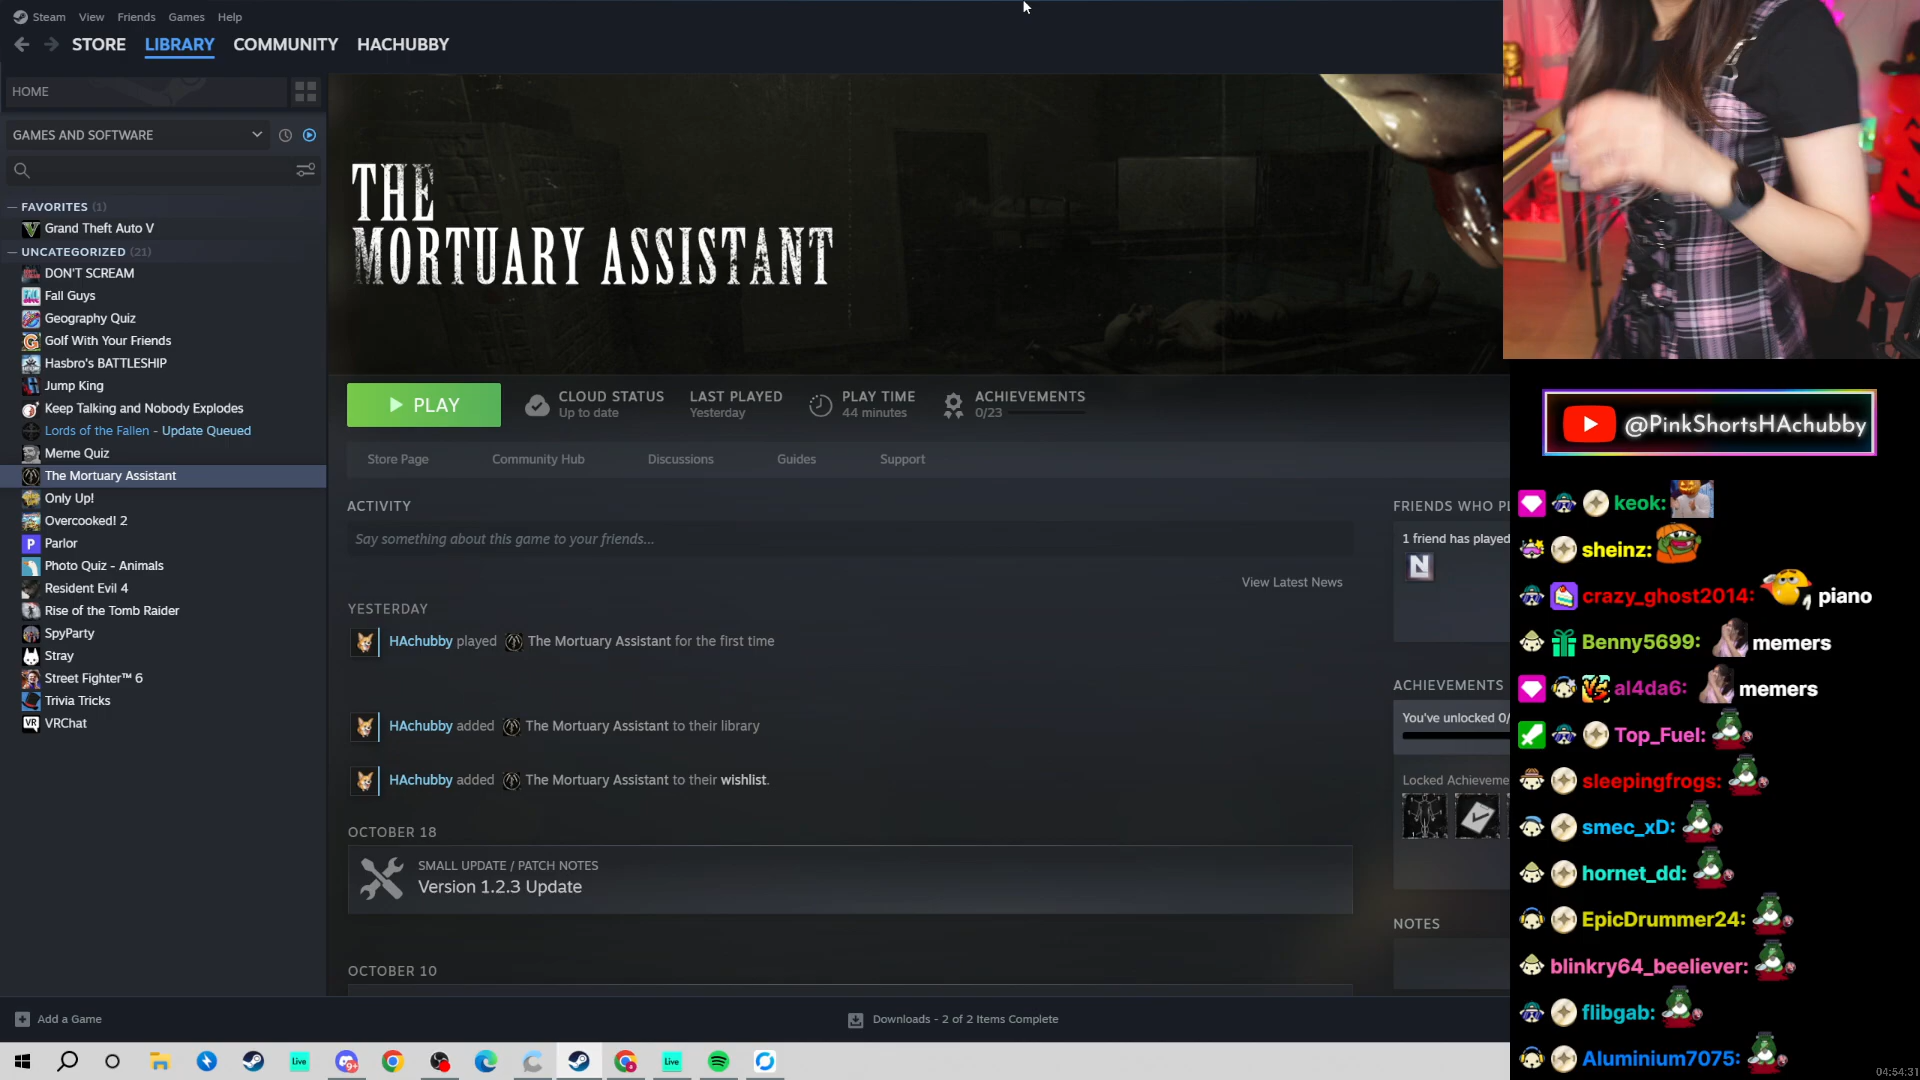 Steam View Friends Games Help
STORE LIBRARY COMMUNITY HACHUBBY
HOME
GAMES AND SOFTWARE
FAVORITES (1)
Grand Theft Auto V
UNCATEGORIZED (21)
DON'T SCREAM
Fall Guys
Geography Quiz
Golf With Your Friends
Hasbro's BATTLESHIP
Jump King
Keep Talking and Nobody Explodes
Lords of the Fallen - Update Queued
Meme Quiz
The Mortuary Assistant
Only Up!
Overcooked! 2
Parlor
Photo Quiz - Animals
Resident Evil 4
Rise of the Tomb Raider
SpyParty
Stray
Street Fighter™ 6
Trivia Tricks
VRChat
Add a Game
THE
MORTUARY ASSISTANT
PLAY
CLOUD STATUS
Up to date
LAST PLAYED
Yesterday
PLAY TIME
44 minutes
ACHIEVEMENTS
0/23
Store Page Community Hub Discussions Guides Support
ACTIVITY
Say something about this game to your friends...
View Latest News
YESTERDAY
HAchubby played The Mortuary Assistant for the first time
HAchubby added The Mortuary Assistant to their library
HAchubby added The Mortuary Assistant to their wishlist.
OCTOBER 18
SMALL UPDATE / PATCH NOTES
Version 1.2.3 Update
OCTOBER 10
FRIENDS WHO PL
1 friend has played
N
ACHIEVEMENTS
You've unlocked 0/
Locked Achieveme
NOTES
Downloads - 2 of 2 Items Complete
@PinkShortsHAchubby
keok:
sheinz:
crazy_ghost2014: piano
Benny5699: memers
al4da6: memers
Top_Fuel:
sleepingfrogs:
smec_xD:
hornet_dd:
EpicDrummer24:
blinkry64_beeliever:
flibgab:
Aluminium7075:
04:54:31
Live
9+
Live